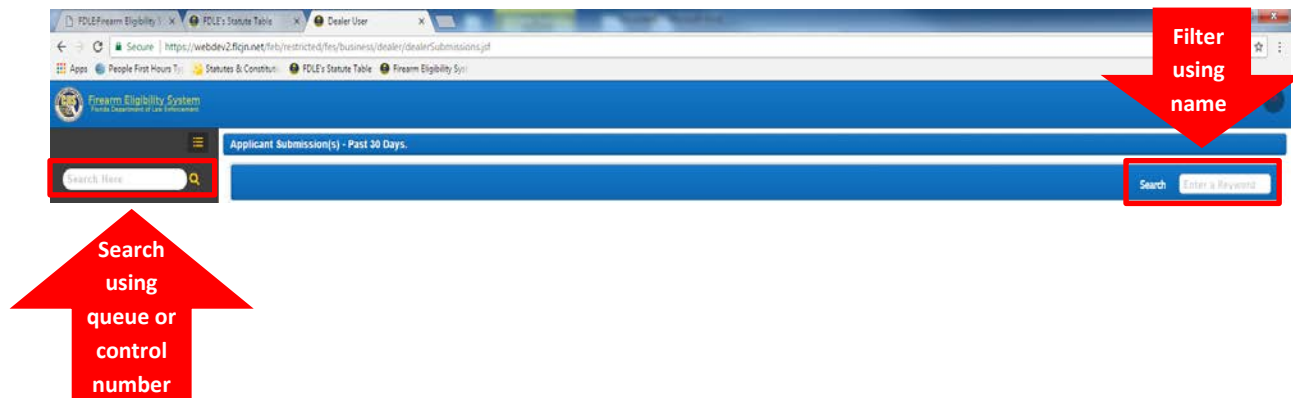 FDLE-Firearm Eligibility S
FDLE's Statute Table
Dealer User
Secure | https://webdev2.flcjn.net/feb/restricted/fes/business/dealer/dealerSubmissions.jsf
Apps People First Hours Ty Statutes & Constitut FDLE's Statute Table Firearm Eligibility Sys
Filter
using
name
Firearm Eligibility System
Florida Department of Law Enforcement
Applicant Submission(s) - Past 30 Days.
Search Here
Search Enter a Keyword
Search
using
queue or
control
number